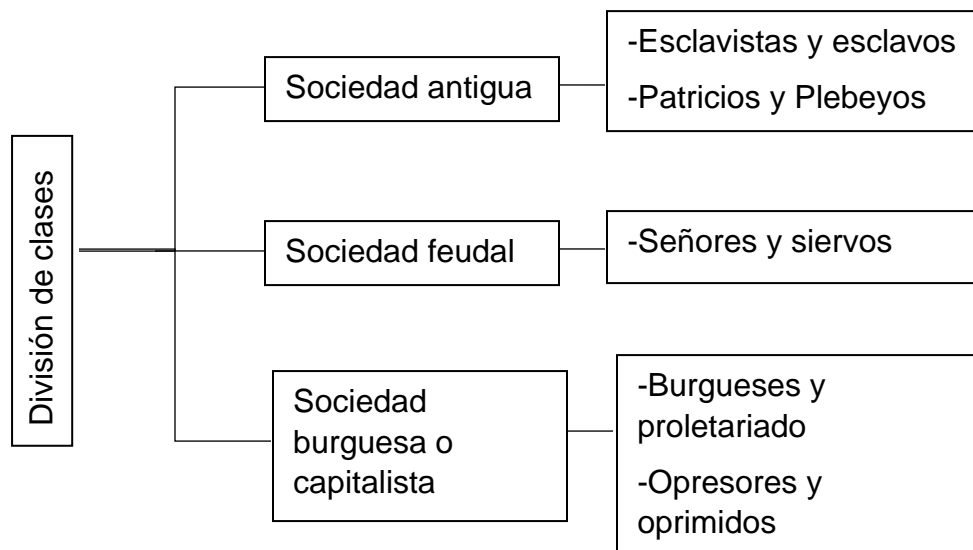 División de clases
Sociedad antigua
-Esclavistas y esclavos
-Patricios y Plebeyos
Sociedad feudal
-Señores y siervos
Sociedad
burguesa o
capitalista
-Burgueses y
proletariado
-Opresores y
oprimidos